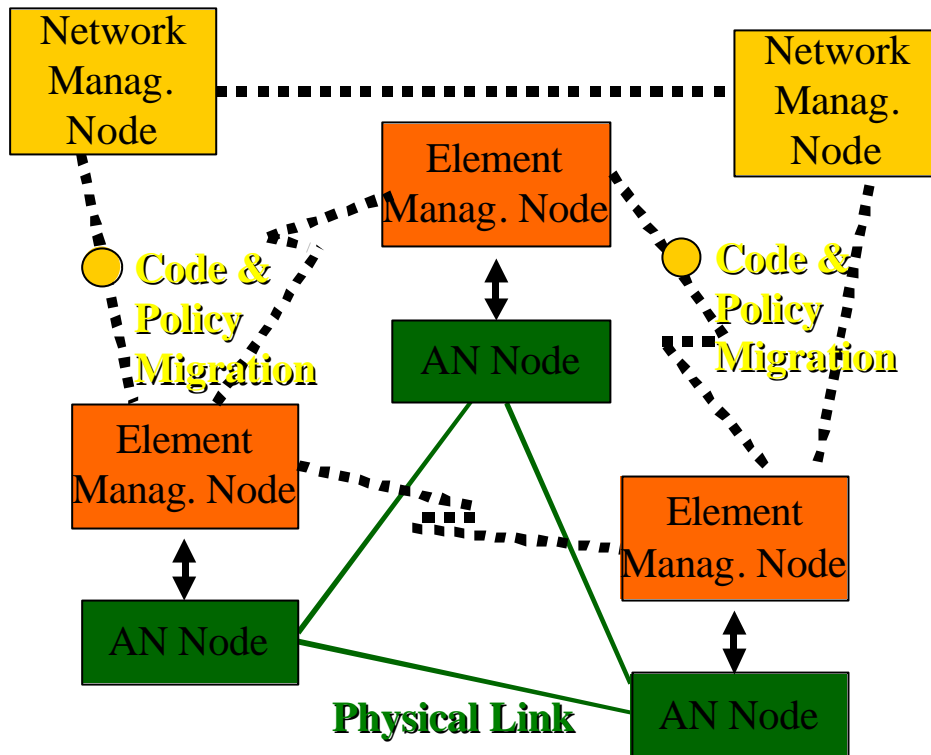 Network
Manag.
Node
Network
Manag.
Node
Element
Manag. Node
Code &
Policy
Migration
Code &
Policy
Migration
AN Node
Element
Manag. Node
Element
Manag. Node
AN Node
Physical Link
AN Node